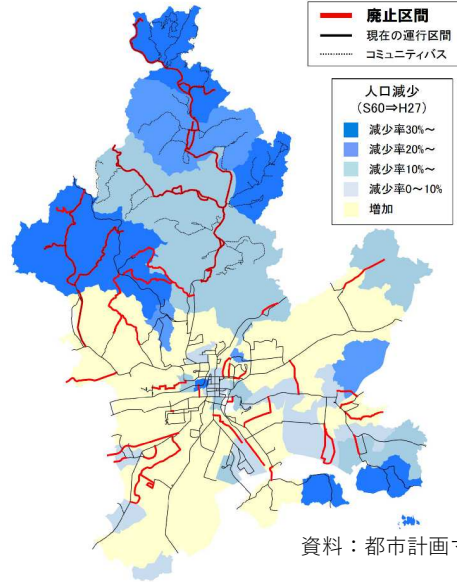 廃止区間
現在の運行区間
コミュニティバス
人口減少
(S60⇒H27)
減少率30%~
減少率20%~
減少率10%~
減少率0~10%
増加
資料:都市計画マ